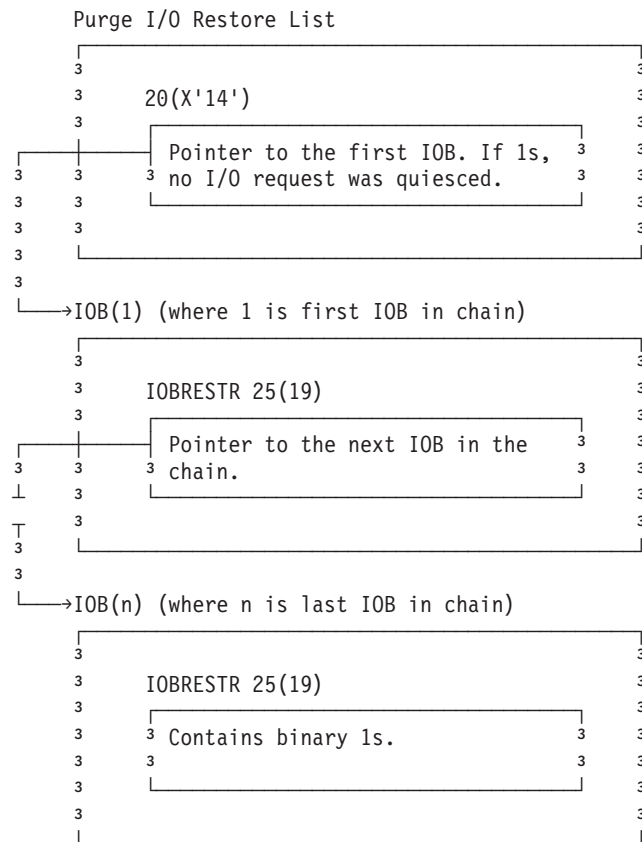 Purge I/O Restore List
20(X'14')
Pointer to the first IOB. If 1s,
no I/O request was quiesced.
IOB(1) (where 1 is first IOB in chain)
IOBRESTR 25(19)
Pointer to the next IOB in the
chain.
IOB(n) (where n is last IOB in chain)
IOBRESTR 25(19)
Contains binary 1s.